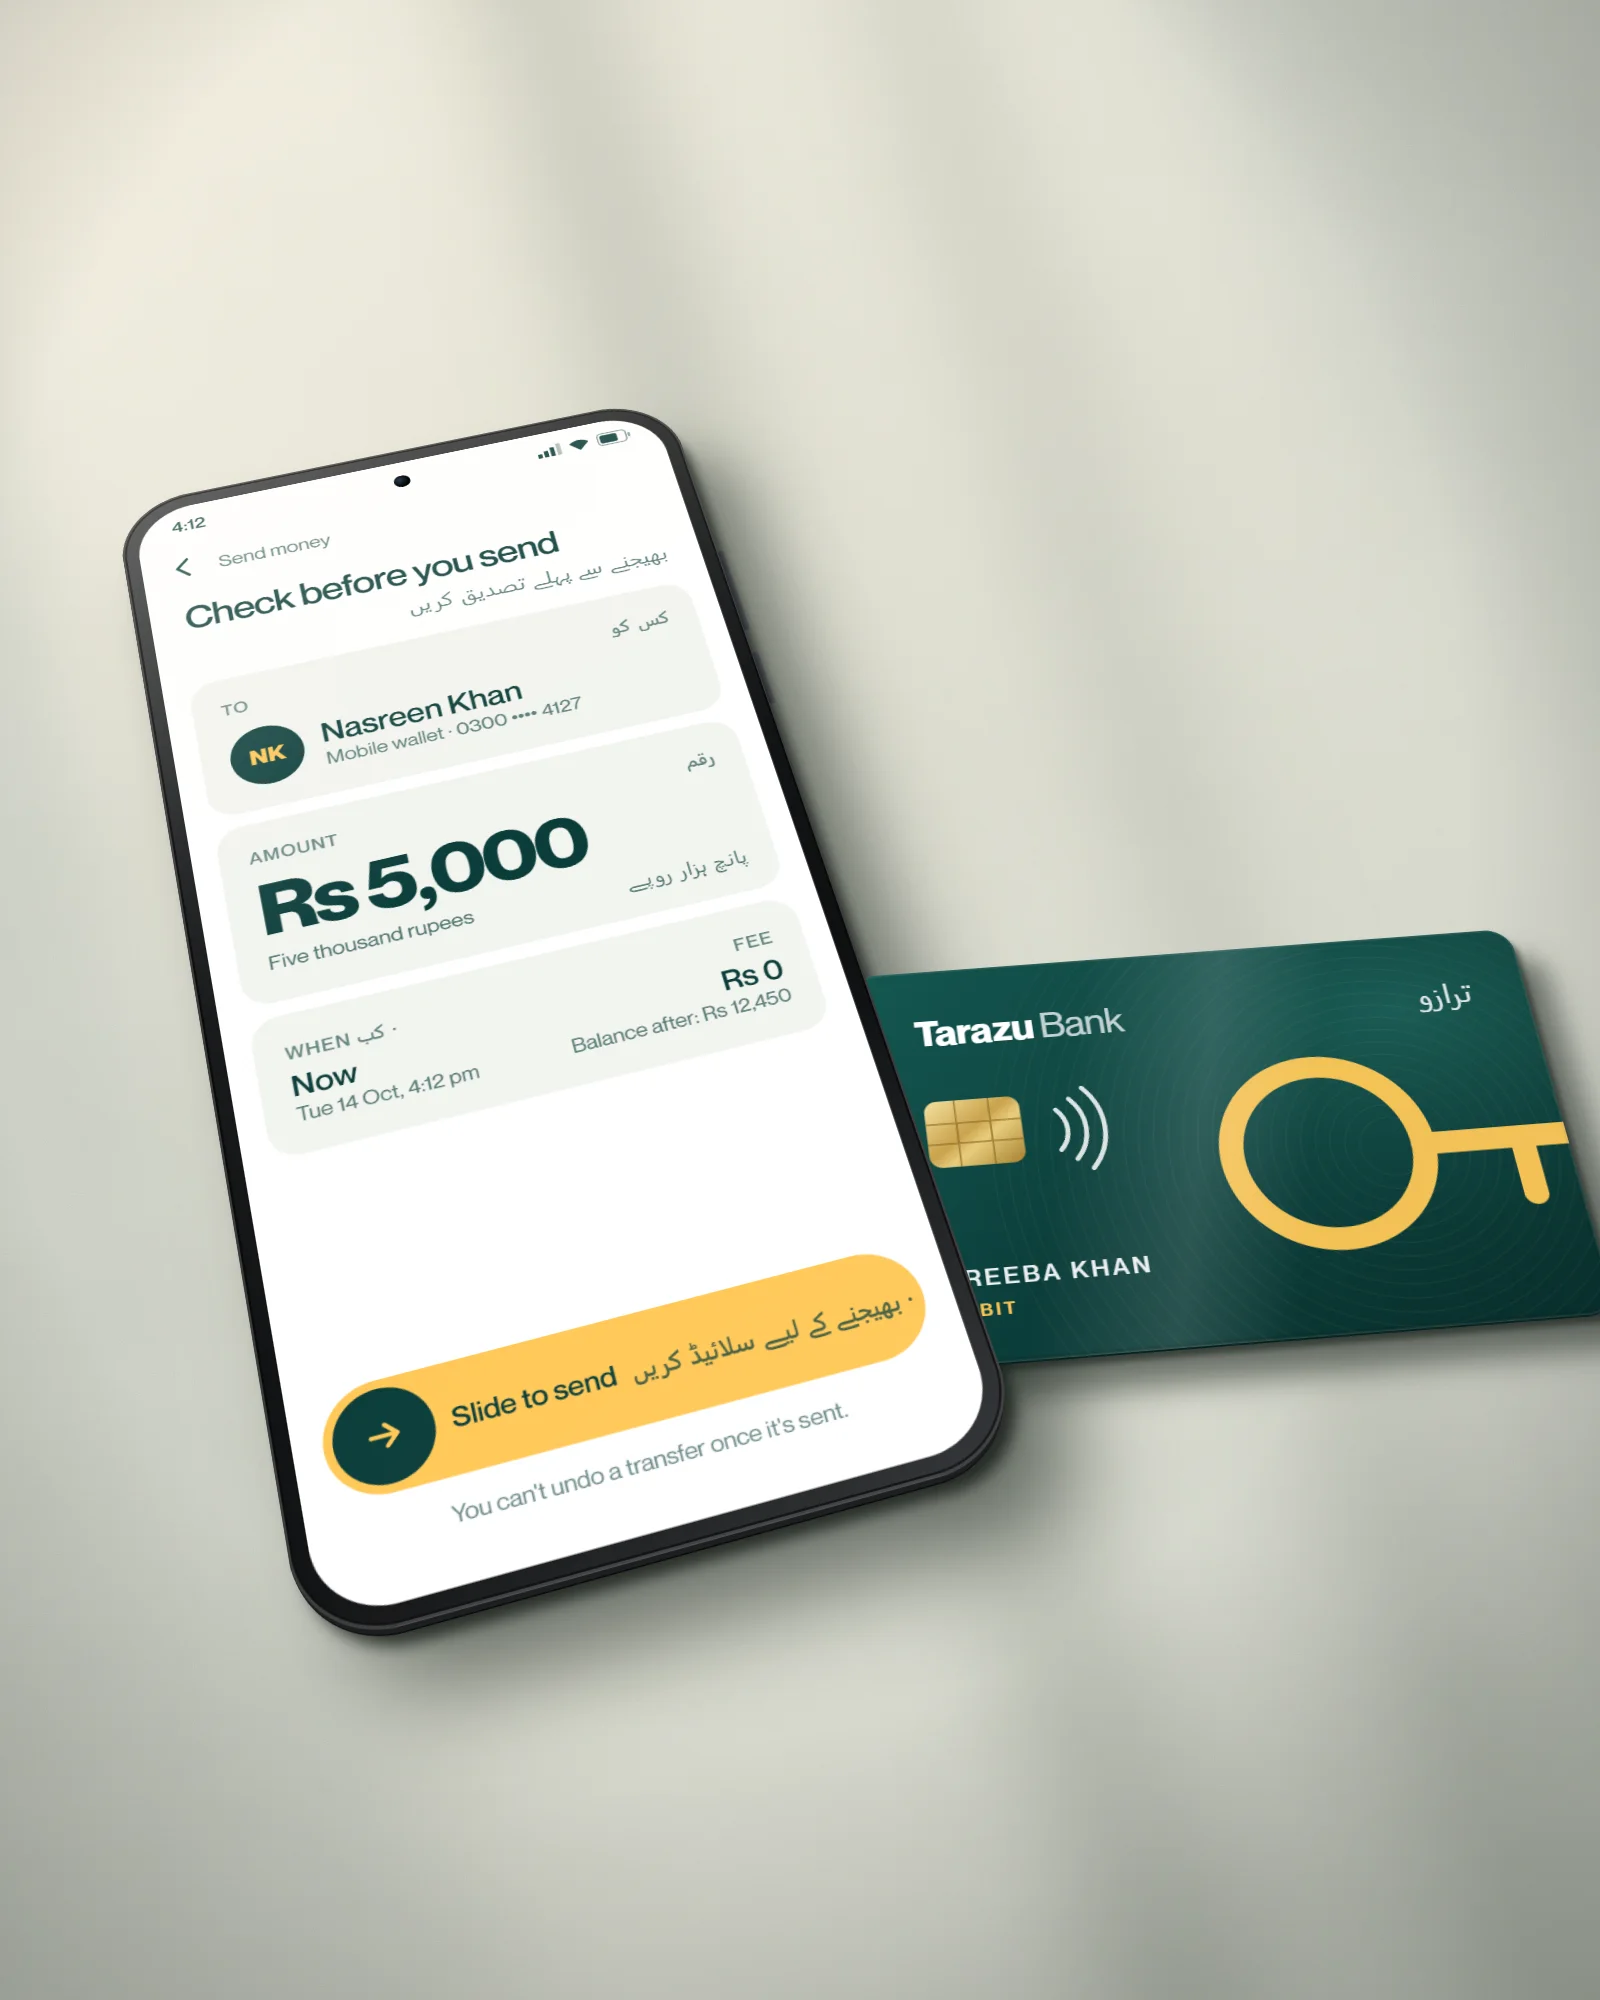 4:12
Send money
Check before you send
بھیجنے سے پہلے تصدیق کریں
TO
کس کو
NK
Nasreen Khan
Mobile wallet · 0300 •••• 4127
AMOUNT
رقم
Rs 5,000
Five thousand rupees
پانچ ہزار روپے
WHEN کب ·
Now
Tue 14 Oct, 4:12 pm
FEE
Rs 0
Balance after: Rs 12,450
Slide to send بھیجنے کے لیے سلائیڈ کریں ·
You can't undo a transfer once it's sent.
Tarazu Bank
ترازو
REEBA KHAN
BIT